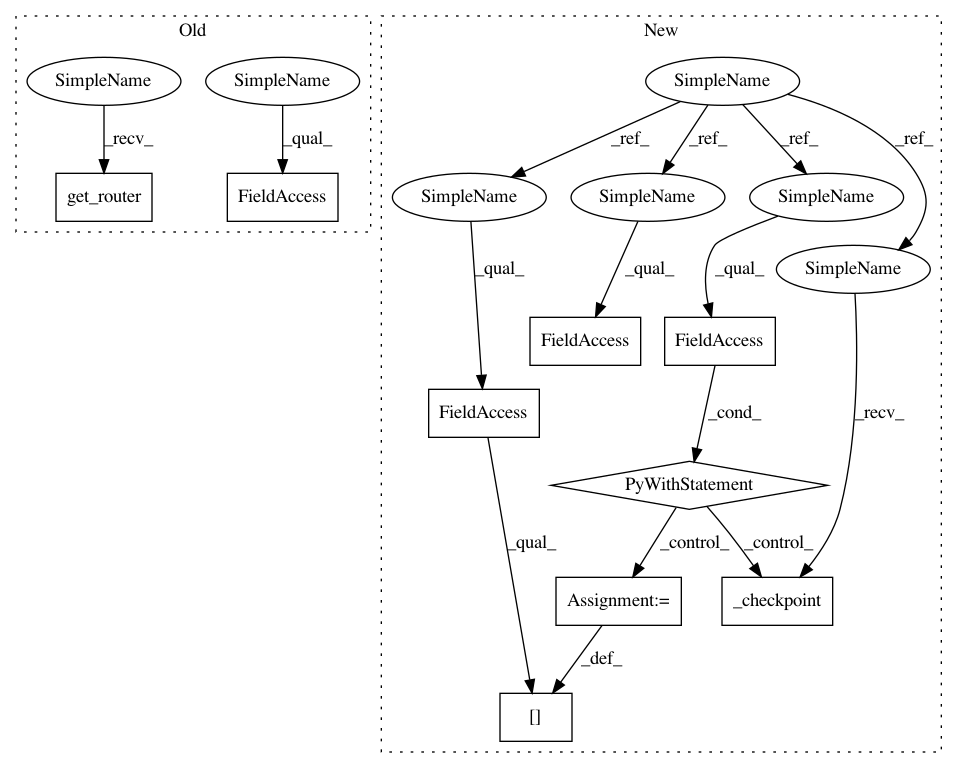 Old
New
SimpleName
SimpleName
SimpleName
_recv_
_qual_
_ref_
_ref_
_ref_
_ref_
get_router
FieldAccess
SimpleName
SimpleName
SimpleName
SimpleName
_qual_
_qual_
_qual_
FieldAccess
FieldAccess
FieldAccess
_cond_
_recv_
PyWithStatement
_qual_
_control_
_control_
Assignment:=
_checkpoint
_def_
[]